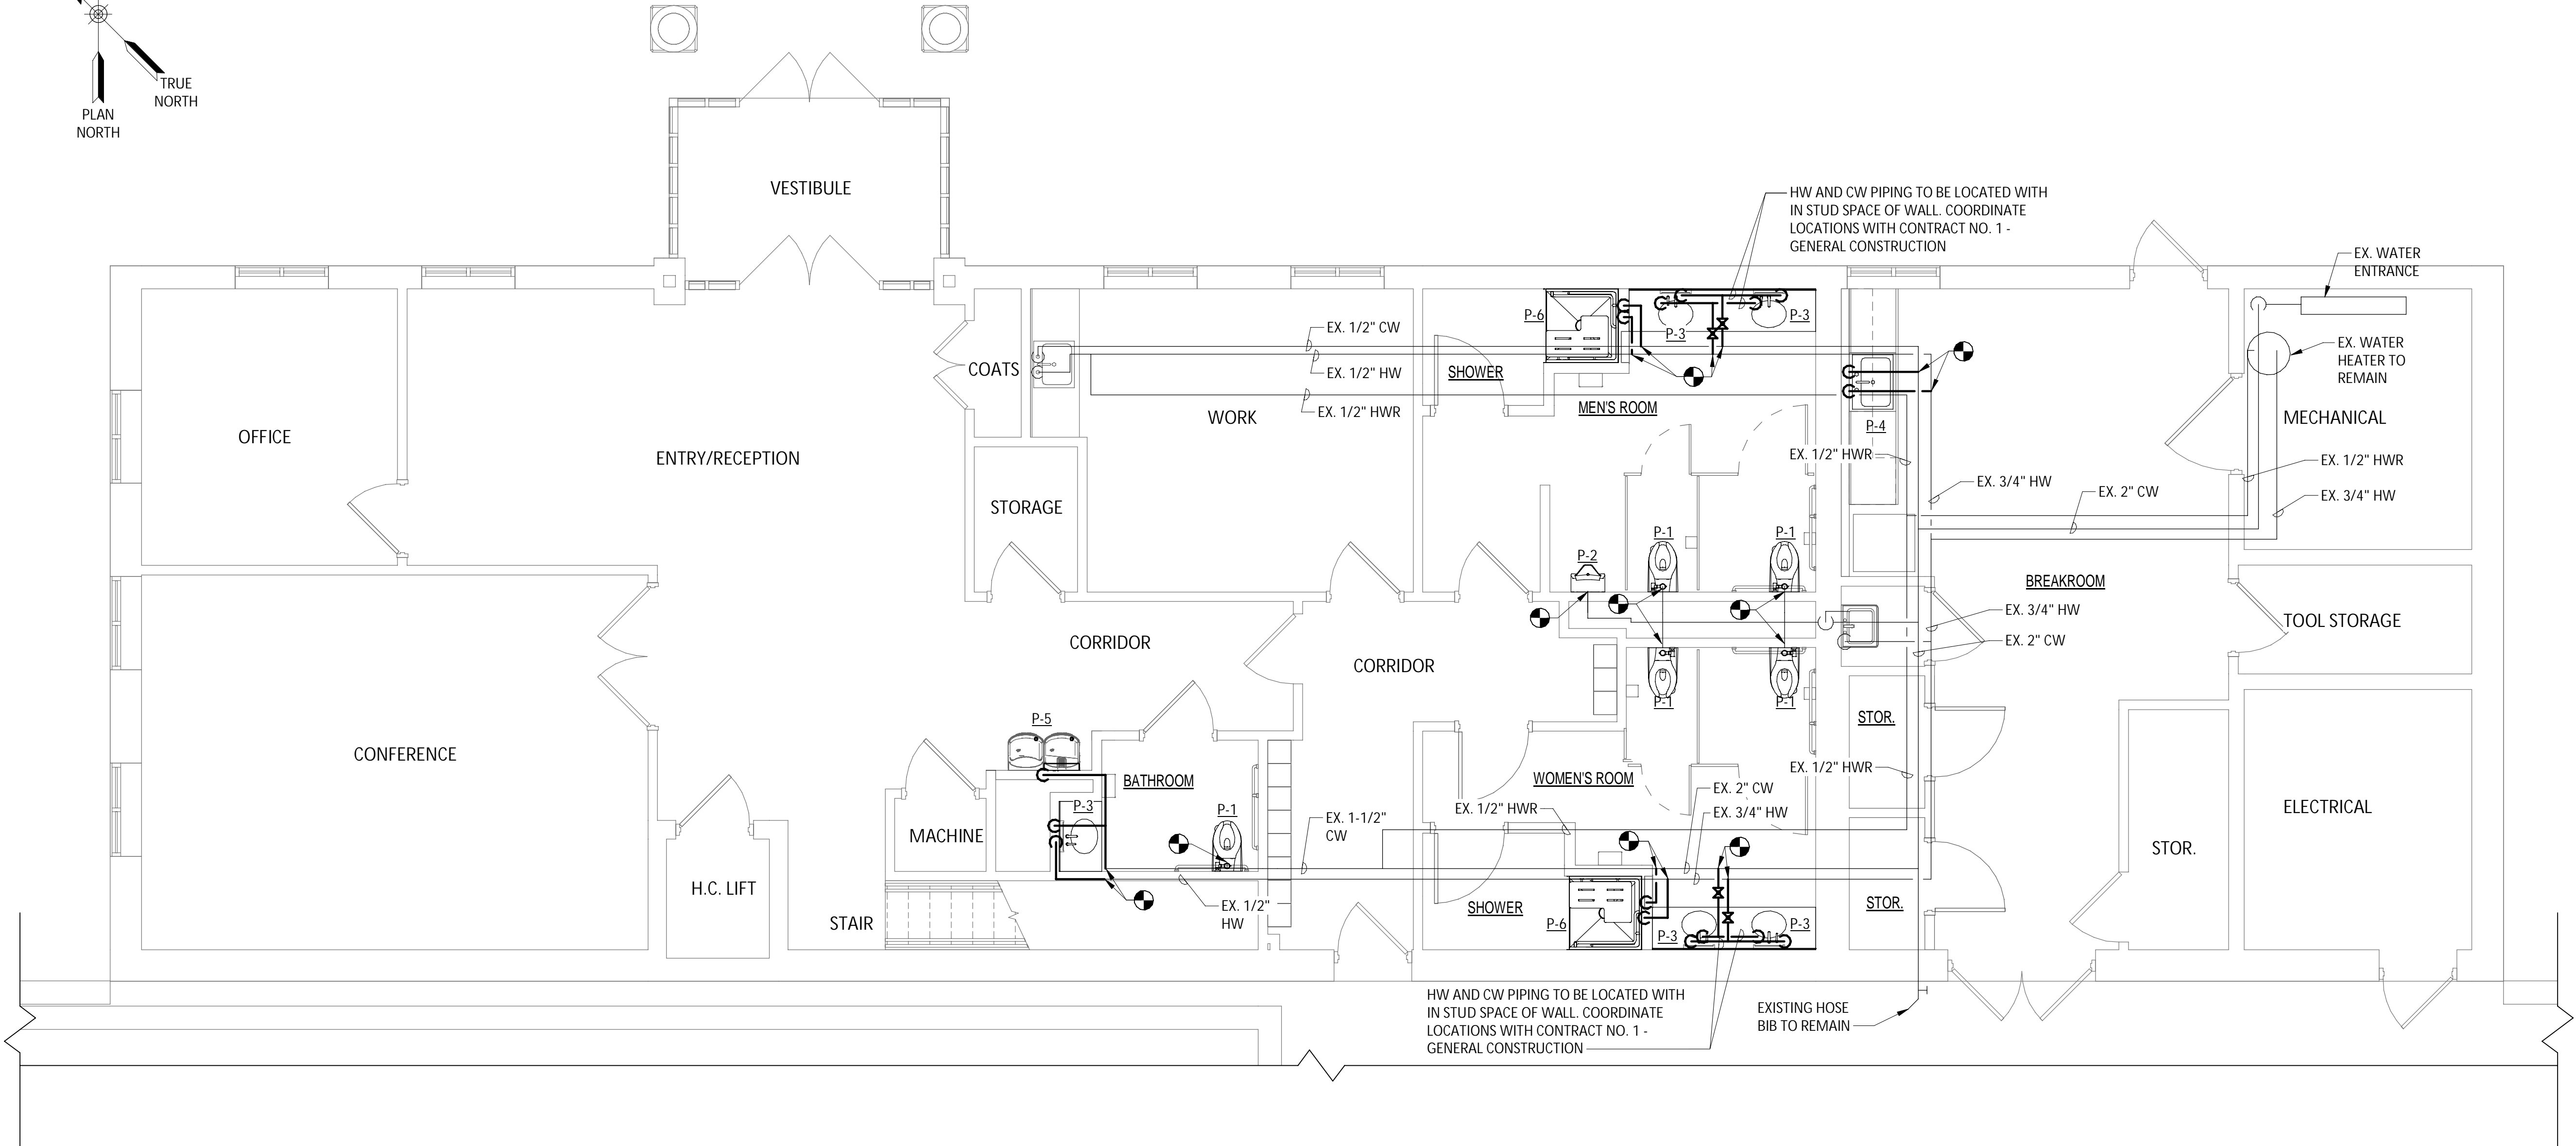 TRUE
NORTH
PLAN
NORTH
VESTIBULE
HW AND CW PIPING TO BE LOCATED WITH
IN STUD SPACE OF WALL. COORDINATE
LOCATIONS WITH CONTRACT NO. 1 -
GENERAL CONSTRUCTION
EX. WATER
ENTRANCE
P-6
P-3
P-3
EX. 1/2" CW
EX. 1/2" HW
EX. 1/2" HWR
EX. WATER
HEATER TO
REMAIN
COATS
SHOWER
MEN'S ROOM
WORK
MECHANICAL
P-4
OFFICE
ENTRY/RECEPTION
EX. 1/2" HWR
EX. 1/2" HWR
EX. 3/4" HW
EX. 2" CW
EX. 3/4" HW
STORAGE
P-1
P-1
P-2
BREAKROOM
EX. 3/4" HW
TOOL STORAGE
EX. 2" CW
CORRIDOR
CORRIDOR
P-1
P-1
P-5
STOR.
CONFERENCE
BATHROOM
WOMEN'S ROOM
EX. 1/2" HWR
EX. 2" CW
EX. 3/4" HW
EX. 1/2" HWR
P-3
P-1
EX. 1-1/2"
CW
MACHINE
ELECTRICAL
STOR.
H.C. LIFT
STAIR
EX. 1/2"
HW
SHOWER
P-6
P-3
P-3
STOR.
HW AND CW PIPING TO BE LOCATED WITH
IN STUD SPACE OF WALL. COORDINATE
LOCATIONS WITH CONTRACT NO. 1 -
GENERAL CONSTRUCTION
EXISTING HOSE
BIB TO REMAIN